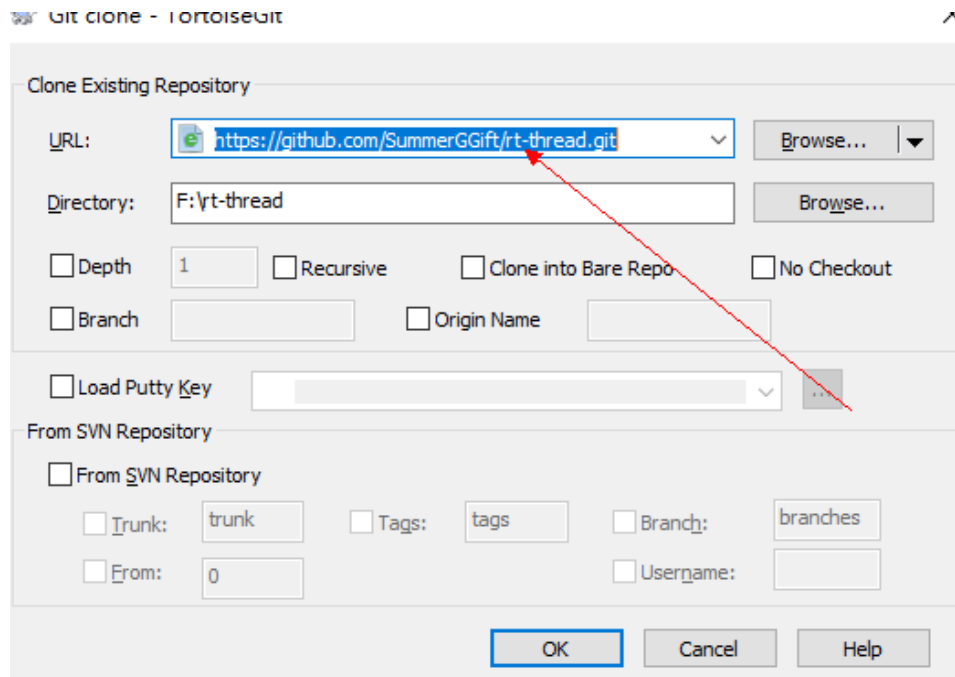 Git clone - TortoiseGit
Clone Existing Repository
URL: https://github.com/SummerGGift/rt-thread.git Browse...
Directory: F:\rt-thread Browse...
Depth 1 Recursive Clone into Bare Repo No Checkout
Branch Origin Name
Load Putty Key ...
From SVN Repository
From SVN Repository
Trunk: trunk Tags: tags Branch: branches
From: 0 Username:
OK Cancel Help